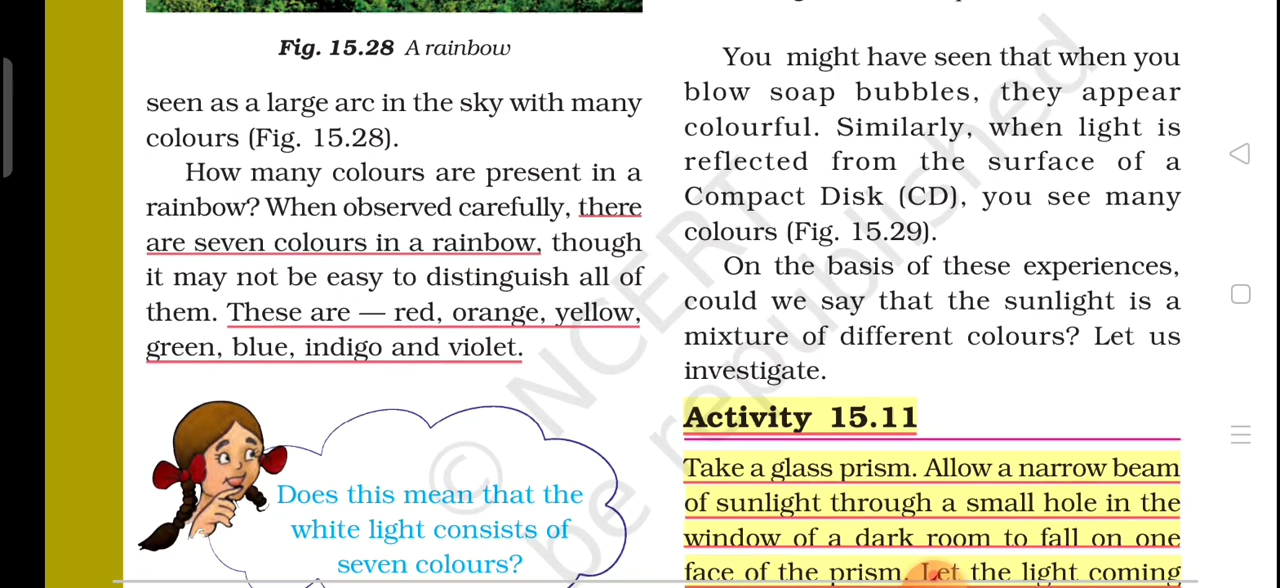 Fig. 15.28 A rainbow
seen as a large arc in the sky with many
colours (Fig. 15.28).
How many colours are present in a
rainbow? When observed carefully, there
are seven colours in a rainbow, though
it may not be easy to distinguish all of
them. These are — red, orange, yellow,
green, blue, indigo and violet.
Does this mean that the
white light consists of
seven colours?
You might have seen that when you
blow soap bubbles, they appear
colourful. Similarly, when light is
reflected from the surface of a
Compact Disk (CD), you see many
colours (Fig. 15.29).
On the basis of these experiences,
could we say that the sunlight is a
mixture of different colours? Let us
investigate.
Activity 15.11
Take a glass prism. Allow a narrow beam
of sunlight through a small hole in the
window of a dark room to fall on one
face of the prism. Let the light coming
© NCERT
be republished